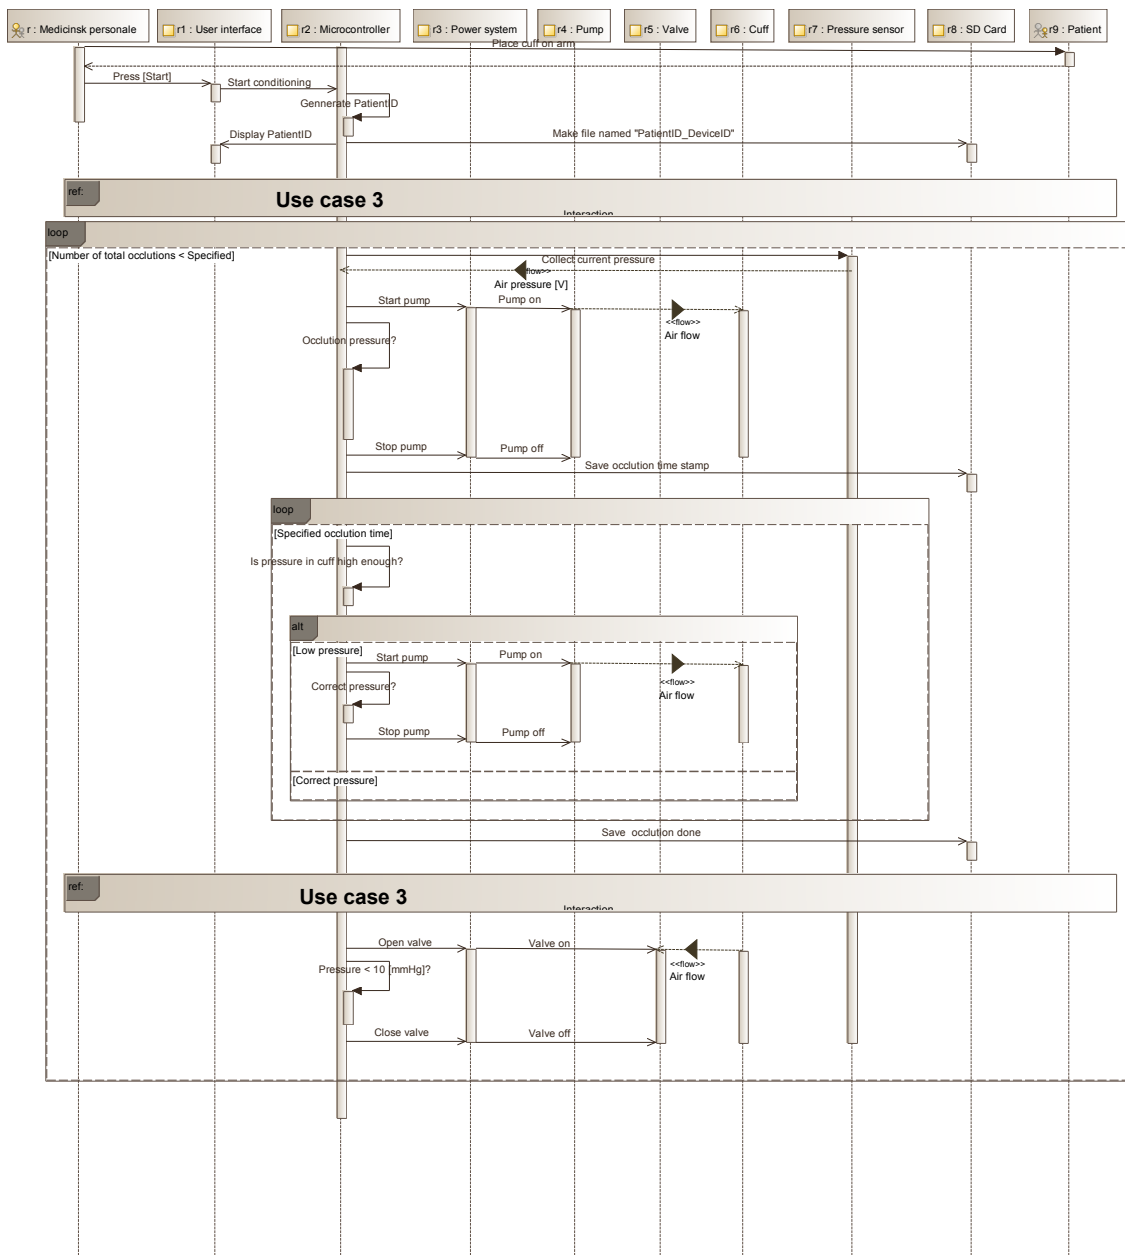 r : Medicinsk personale
r1 : User interface
r2 : Microcontroller
r3 : Power system
r4 : Pump
r5 : Valve
r6 : Cuff
r7 : Pressure sensor
r8 : SD Card
r9 : Patient
Place cuff on arm
Press [Start]
Start conditioning
Gennerate PatientID
Display PatientID
Make file named "PatientID_DeviceID"
ref:
Use case 3
Interaction
loop
[Number of total occlutions < Specified]
Collect current pressure
<<flow>>
Air pressure [V]
Start pump
Pump on
<<flow>>
Air flow
Occlution pressure?
Stop pump
Pump off
Save occlution time stamp
loop
[Specified occlution time]
Is pressure in cuff high enough?
alt
[Low pressure]
Start pump
Pump on
<<flow>>
Air flow
Correct pressure?
Stop pump
Pump off
[Correct pressure]
Save occlution done
ref:
Use case 3
Interaction
Open valve
Valve on
<<flow>>
Air flow
Pressure < 10 [mmHg]?
Close valve
Valve off